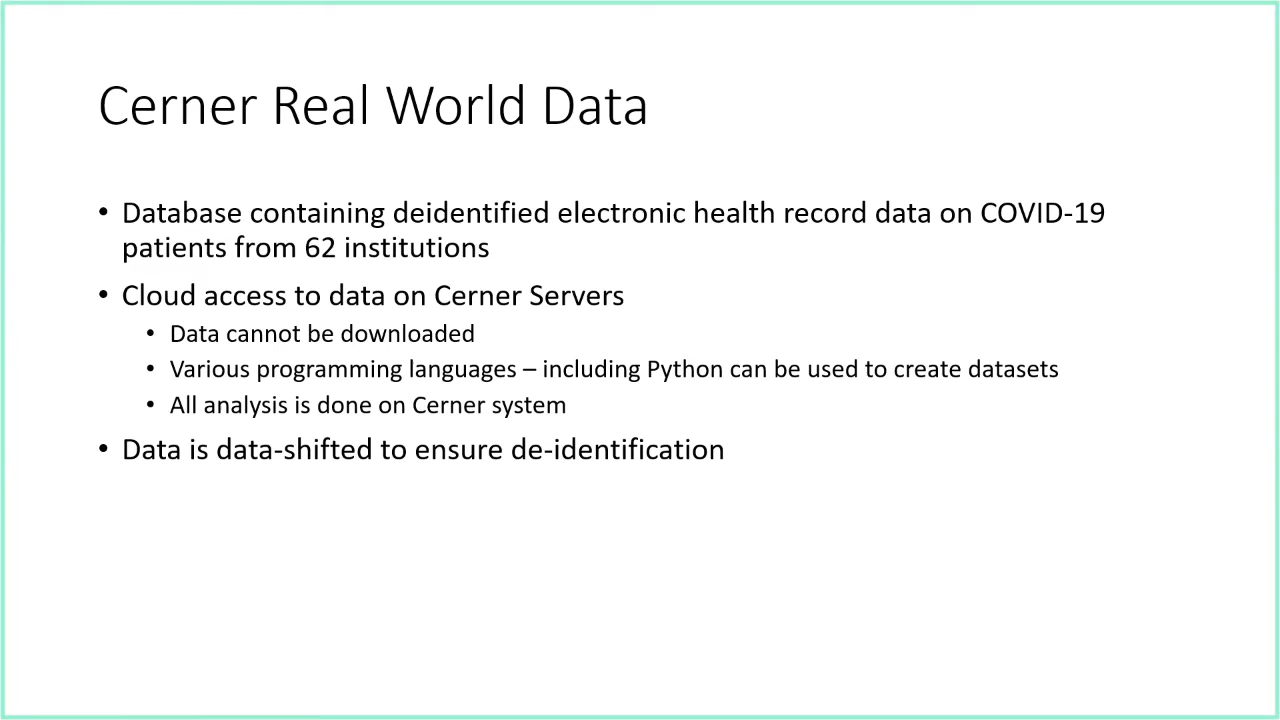 Cerner Real World Data
• Database containing deidentified electronic health record data on COVID-19
patients from 62 institutions
• Cloud access to data on Cerner Servers
• Data cannot be downloaded
• Various programming languages – including Python can be used to create datasets
• All analysis is done on Cerner system
• Data is data-shifted to ensure de-identification